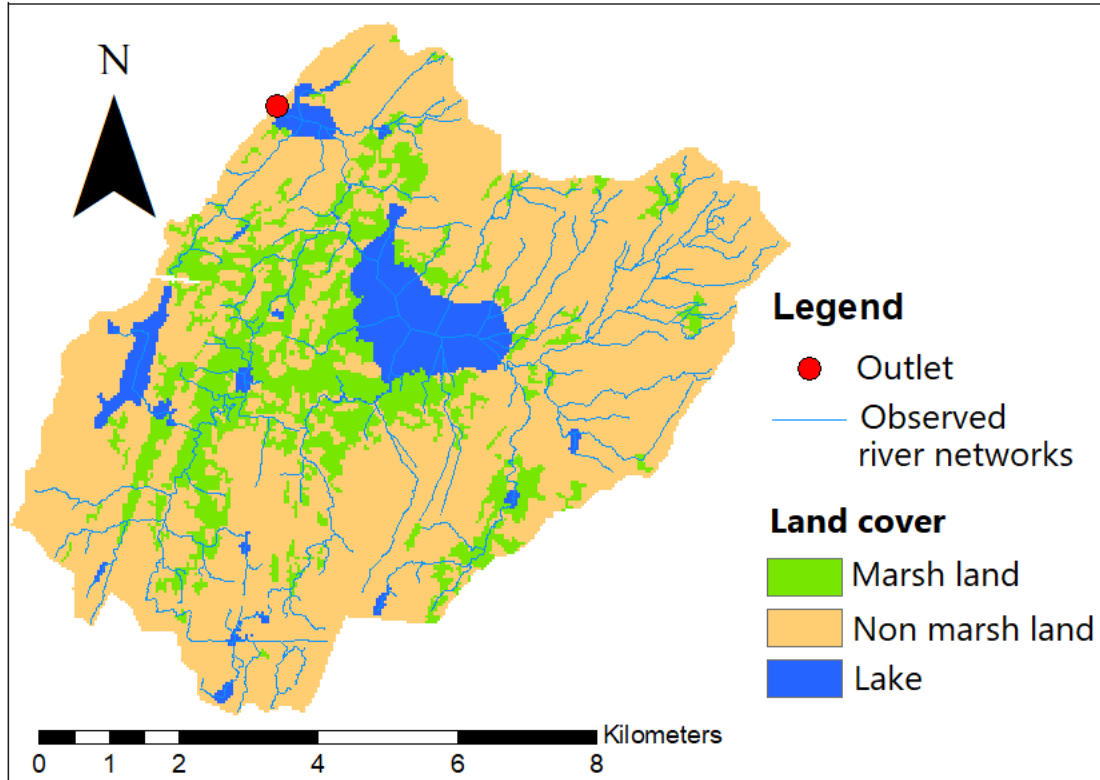 N
Legend
Outlet
Observed
river networks
Land cover
Marsh land
Non marsh land
Lake
Kilometers
0 1 2 4 6 8